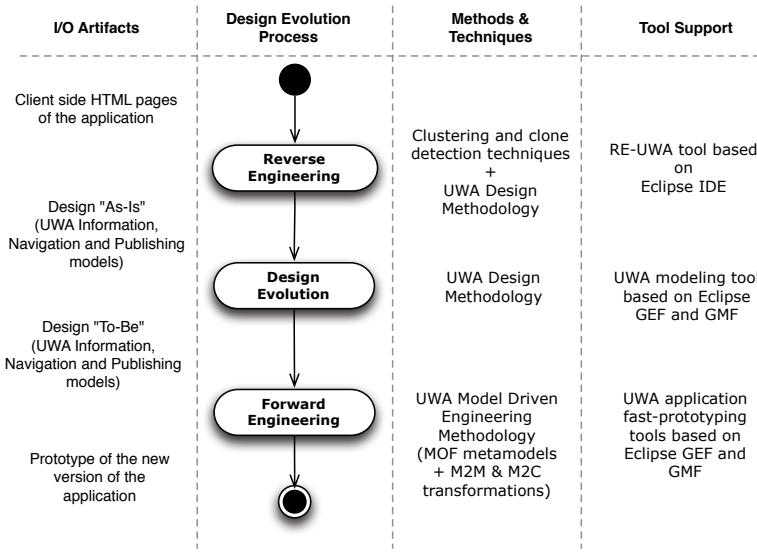 I/O Artifacts
Design Evolution
Process
Methods &
Techniques
Tool Support
Client side HTML pages
of the application
Reverse
Engineering
Clustering and clone
detection techniques
+
UWA Design
Methodology
RE-UWA tool based
on
Eclipse IDE
Design "As-Is"
(UWA Information,
Navigation and Publishing
models)
Design
Evolution
UWA Design
Methodology
UWA modeling tool
based on Eclipse
GEF and GMF
Design "To-Be"
(UWA Information,
Navigation and Publishing
models)
Forward
Engineering
UWA Model Driven
Engineering
Methodology
(MOF metamodels
+ M2M & M2C
transformations)
UWA application
fast-prototyping
tools based on
Eclipse GEF and
GMF
Prototype of the new
version of the
application